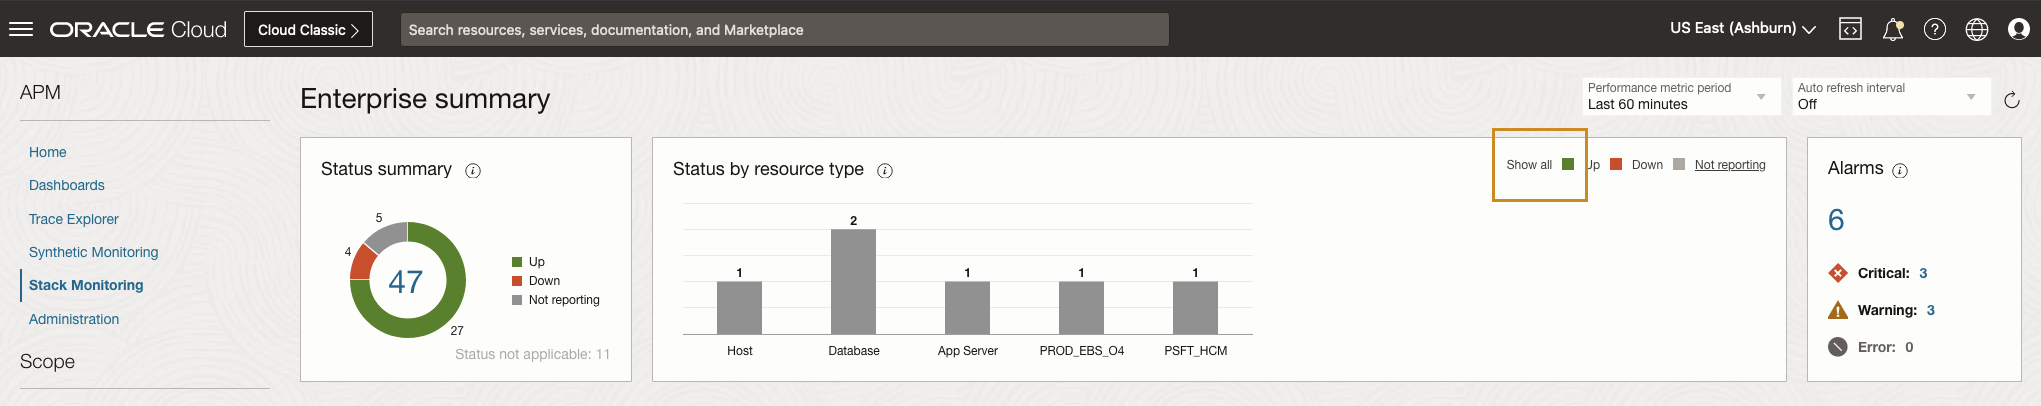 ORACLE Cloud
Cloud Classic >
Search resources, services, documentation, and Marketplace
US East (Ashburn)
APM
Home
Dashboards
Trace Explorer
Synthetic Monitoring
Stack Monitoring
Administration
Scope
Enterprise summary
Performance metric period
Last 60 minutes
Auto refresh interval
Off
Status summary
5
4
47
27
Up
Down
Not reporting
Status not applicable: 11
Status by resource type
Show all Up Down Not reporting
1 2 1 1 1
Host Database App Server PROD_EBS_O4 PSFT_HCM
Alarms
6
Critical: 3
Warning: 3
Error: 0